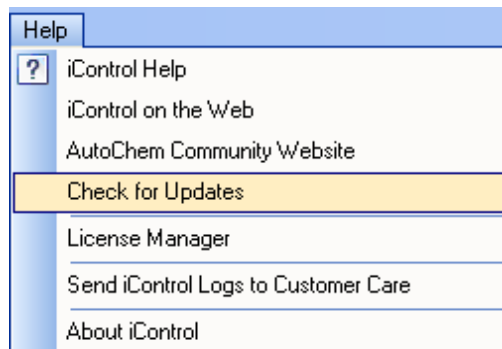 Help
iControl Help
iControl on the Web
AutoChem Community Website
Check for Updates
License Manager
Send iControl Logs to Customer Care
About iControl